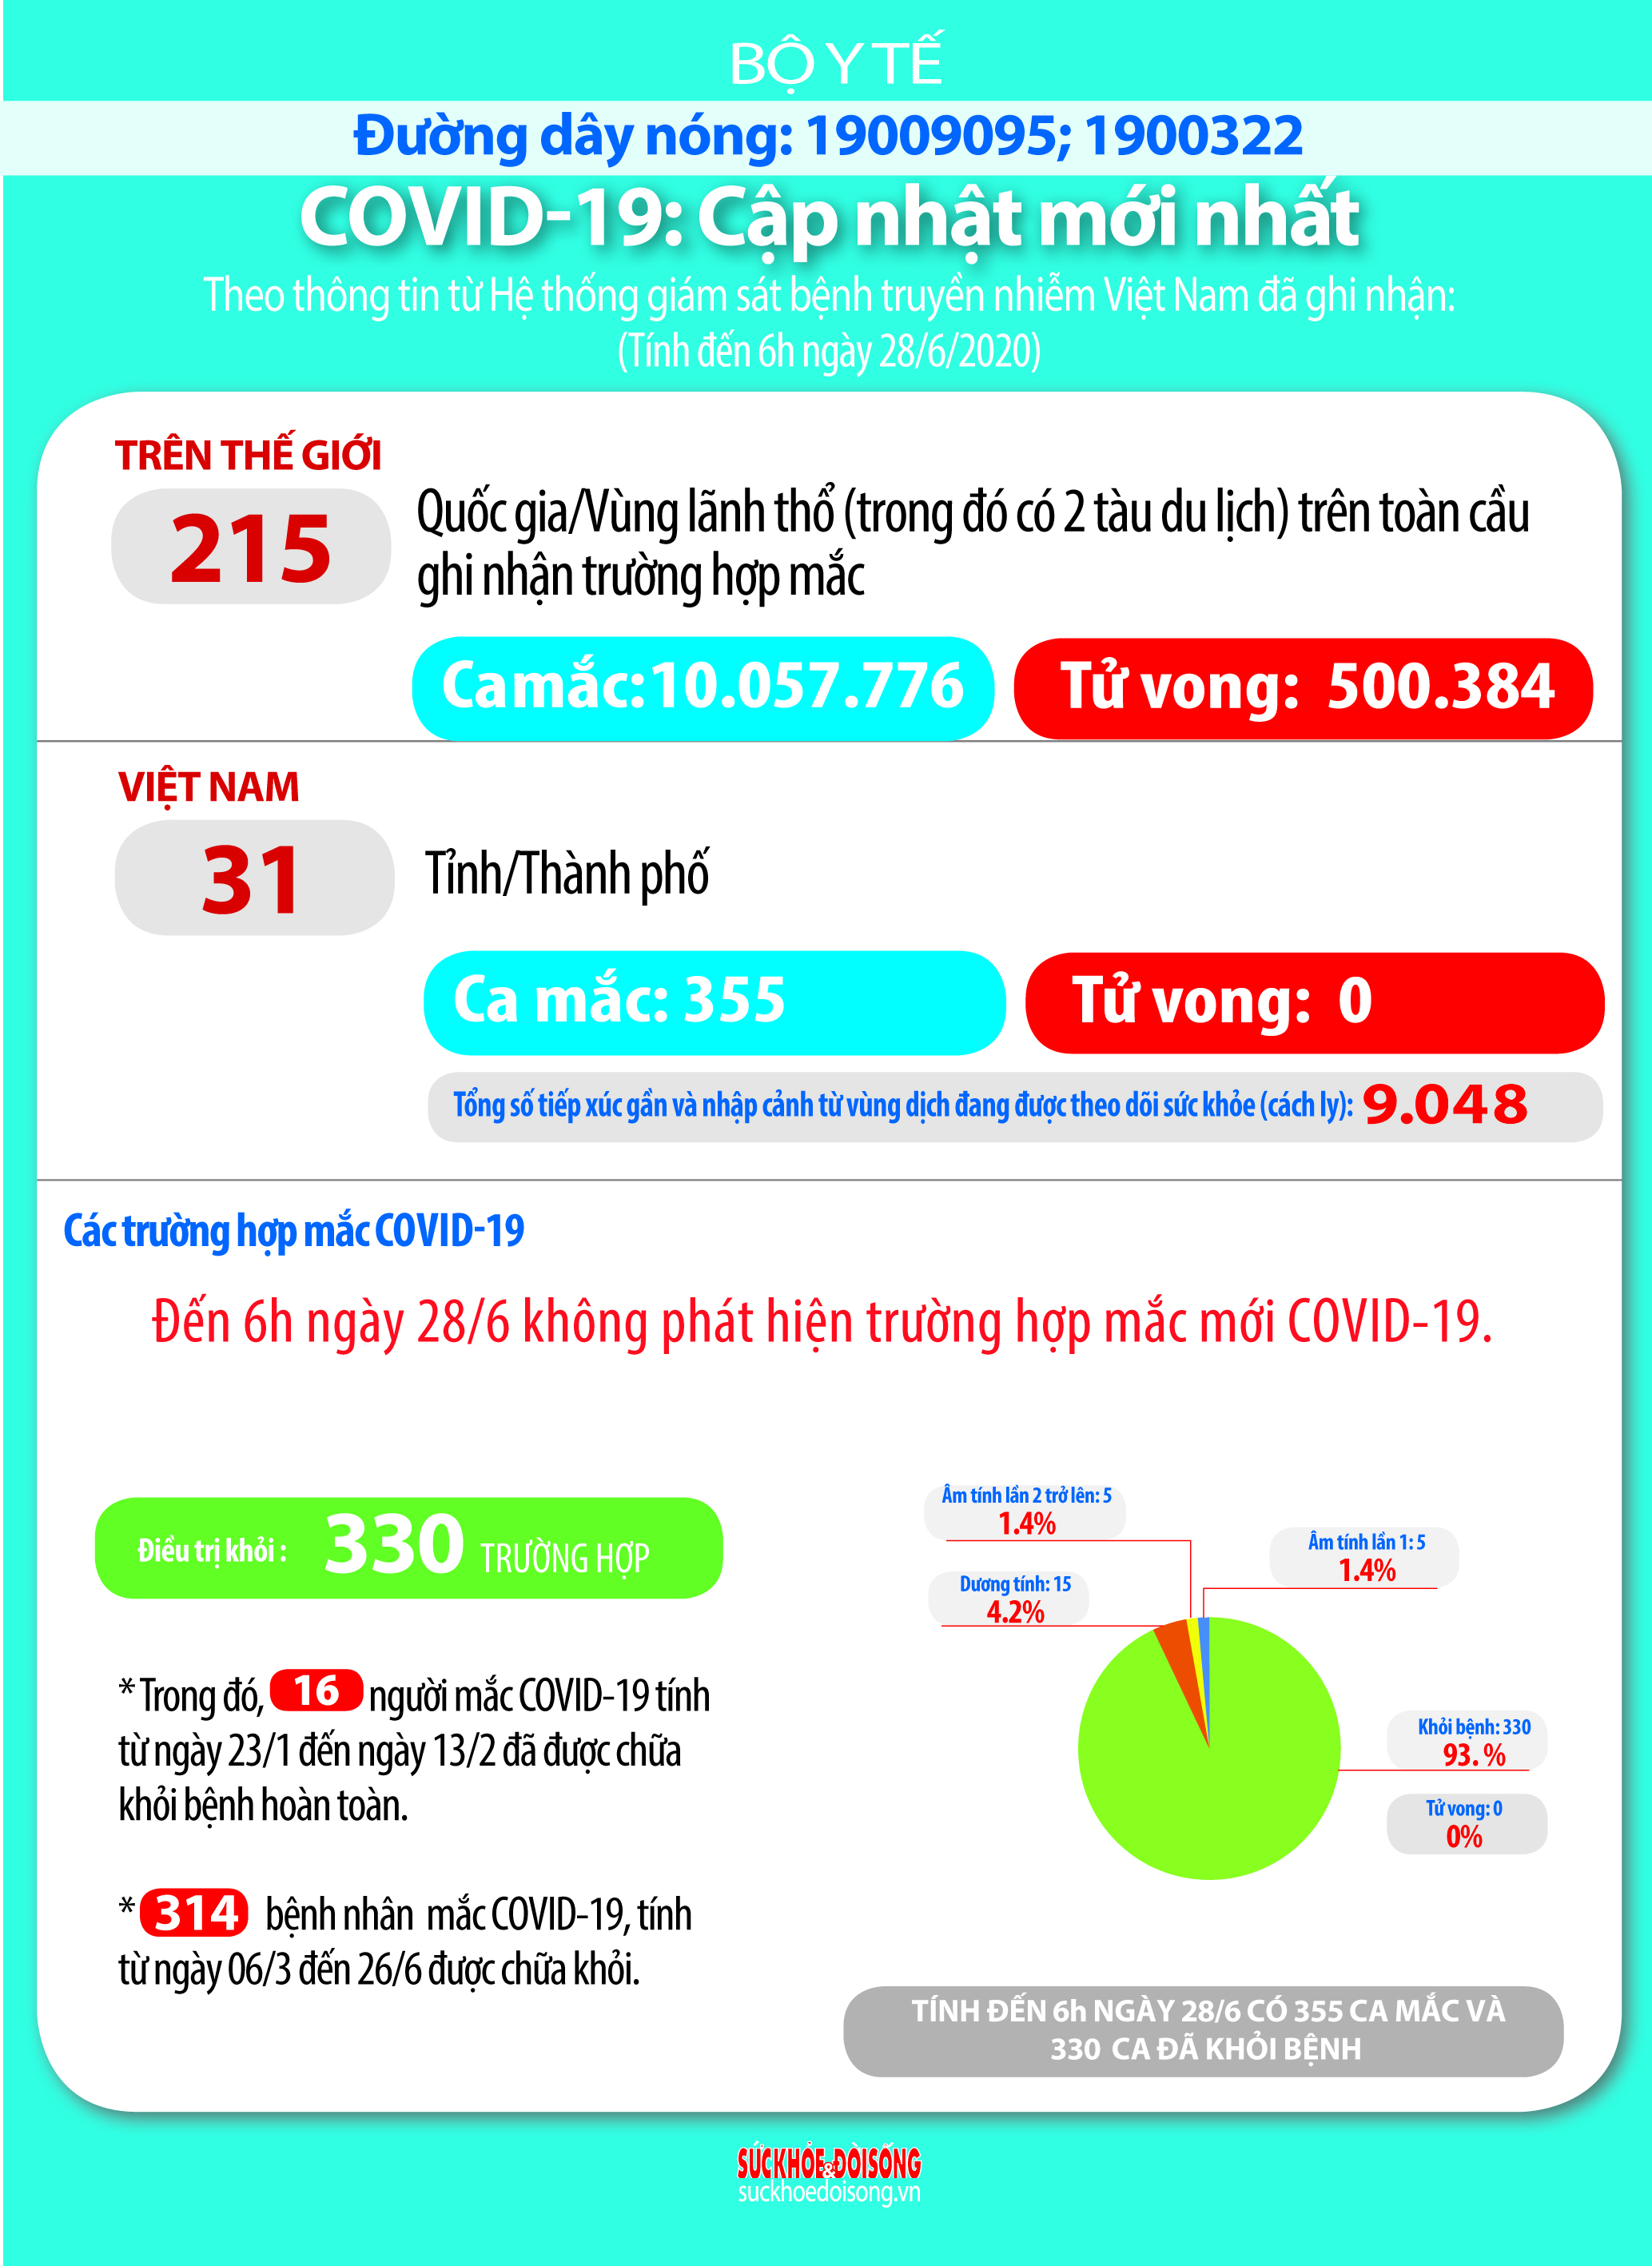 BỘ Y TẾ
Đường dây nóng: 19009095; 1900322
COVID-19: Cập nhật mới nhất
Theo thông tin từ Hệ thống giám sát bệnh truyền nhiễm Việt Nam đã ghi nhận:
(Tính đến 6h ngày 28/6/2020)
TRÊN THẾ GIỚI
215
Quốc gia/Vùng lãnh thổ (trong đó có 2 tàu du lịch) trên toàn cầu
ghi nhận trường hợp mắc
Ca mắc: 10.057.776
Tử vong: 500.384
VIỆT NAM
31
Tỉnh/Thành phố
Ca mắc: 355
Tử vong: 0
Tổng số tiếp xúc gần và nhập cảnh từ vùng dịch đang được theo dõi sức khỏe (cách ly): 9.048
Các trường hợp mắc COVID-19
Đến 6h ngày 28/6 không phát hiện trường hợp mắc mới COVID-19.
Điều trị khỏi : 330 TRƯỜNG HỢP
* Trong đó, 16 người mắc COVID-19 tính
từ ngày 23/1 đến ngày 13/2 đã được chữa
khỏi bệnh hoàn toàn.
* 314 bệnh nhân mắc COVID-19, tính
từ ngày 06/3 đến 26/6 được chữa khỏi.
Âm tính lần 2 trở lên: 5
1.4%
Âm tính lần 1: 5
1.4%
Dương tính: 15
4.2%
Khỏi bệnh: 330
93. %
Tử vong: 0
0%
TÍNH ĐẾN 6h NGÀY 28/6 CÓ 355 CA MẮC VÀ
330 CA ĐÃ KHỎI BỆNH
SỨC KHỎE & ĐỜI SỐNG
suckhoedoisong.vn